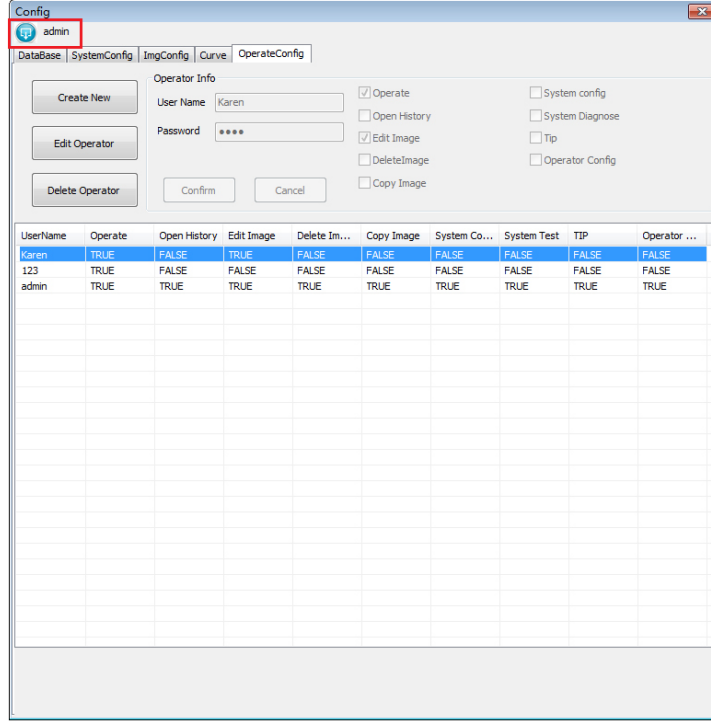 Config
admin
DataBase SystemConfig ImgConfig Curve OperateConfig
Create New
Edit Operator
Delete Operator
Operator Info
User Name Karen
Password ••••
Confirm Cancel
Operate
Open History
Edit Image
DeleteImage
Copy Image
System config
System Diagnose
Tip
Operator Config
UserName Operate Open History Edit Image Delete Im... Copy Image System Co... System Test TIP Operator ...
Karen TRUE FALSE TRUE FALSE FALSE FALSE FALSE FALSE FALSE
123 TRUE FALSE FALSE FALSE FALSE FALSE FALSE FALSE FALSE
admin TRUE TRUE TRUE TRUE TRUE TRUE TRUE TRUE TRUE